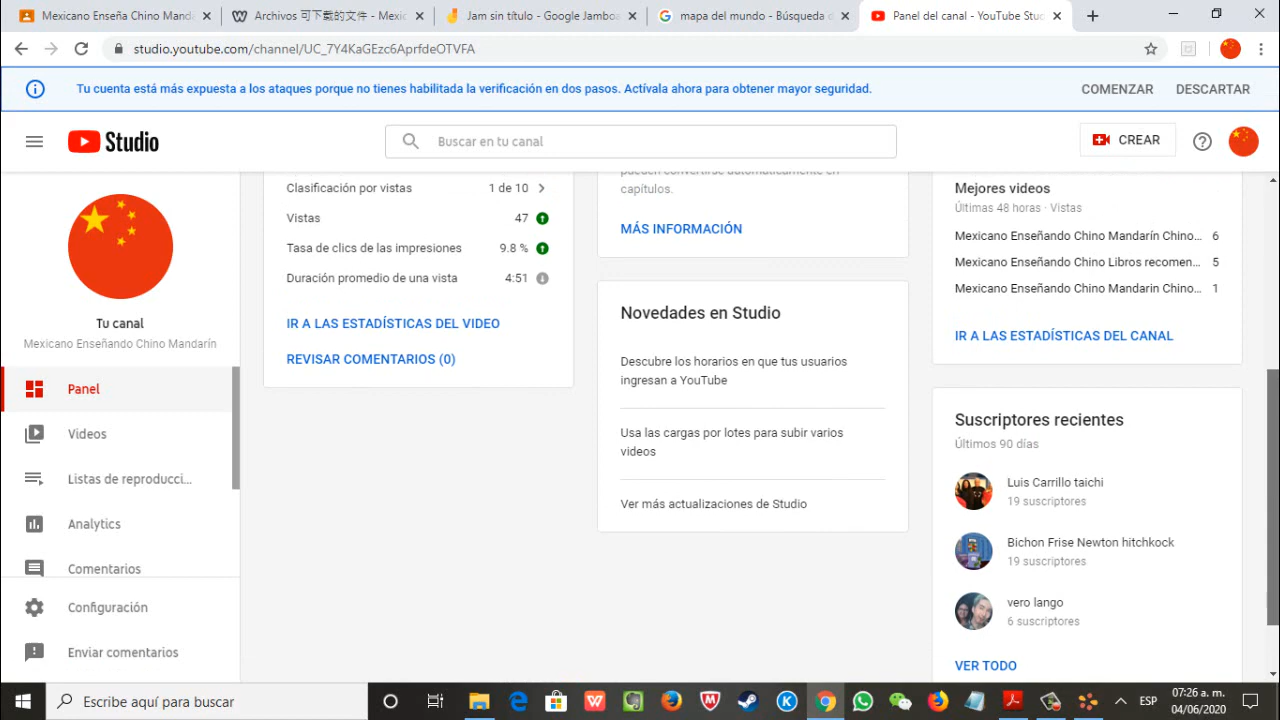 Mexicano Enseña Chino Manda
Archivos 可下载的文件 - Mex
Jam sin título - Google Jamboa
mapa del mundo - Búsqueda d
Panel del canal - YouTube Stu
studio.youtube.com/channel/UC_7Y4KaGEzc6AprfdeOTVFA
Tu cuenta está más expuesta a los ataques porque no tienes habilitada la verificación en dos pasos. Actívala ahora para obtener mayor seguridad.
COMENZAR
DESCARTAR
Studio
Buscar en tu canal
CREAR
Tu canal
Mexicano Enseñando Chino Mandarín
Panel
Videos
Listas de reproducci...
Analytics
Comentarios
Configuración
Enviar comentarios
Clasificación por vistas 1 de 10
Vistas 47
Tasa de clics de las impresiones 9.8 %
Duración promedio de una vista 4:51
IR A LAS ESTADÍSTICAS DEL VIDEO
REVISAR COMENTARIOS (0)
pueden convertirse automáticamente en
capítulos.
MÁS INFORMACIÓN
Novedades en Studio
Descubre los horarios en que tus usuarios
ingresan a YouTube
Usa las cargas por lotes para subir varios
videos
Ver más actualizaciones de Studio
Mejores videos
Últimas 48 horas · Vistas
Mexicano Enseñando Chino Mandarín Chino... 6
Mexicano Enseñando Chino Libros recomen... 5
Mexicano Enseñando Chino Mandarin Chino... 1
IR A LAS ESTADÍSTICAS DEL CANAL
Suscriptores recientes
Últimos 90 días
Luis Carrillo taichi
19 suscriptores
Bichon Frise Newton hitchkock
19 suscriptores
vero lango
6 suscriptores
VER TODO
Escribe aquí para buscar
ESP
07:26 a. m.
04/06/2020